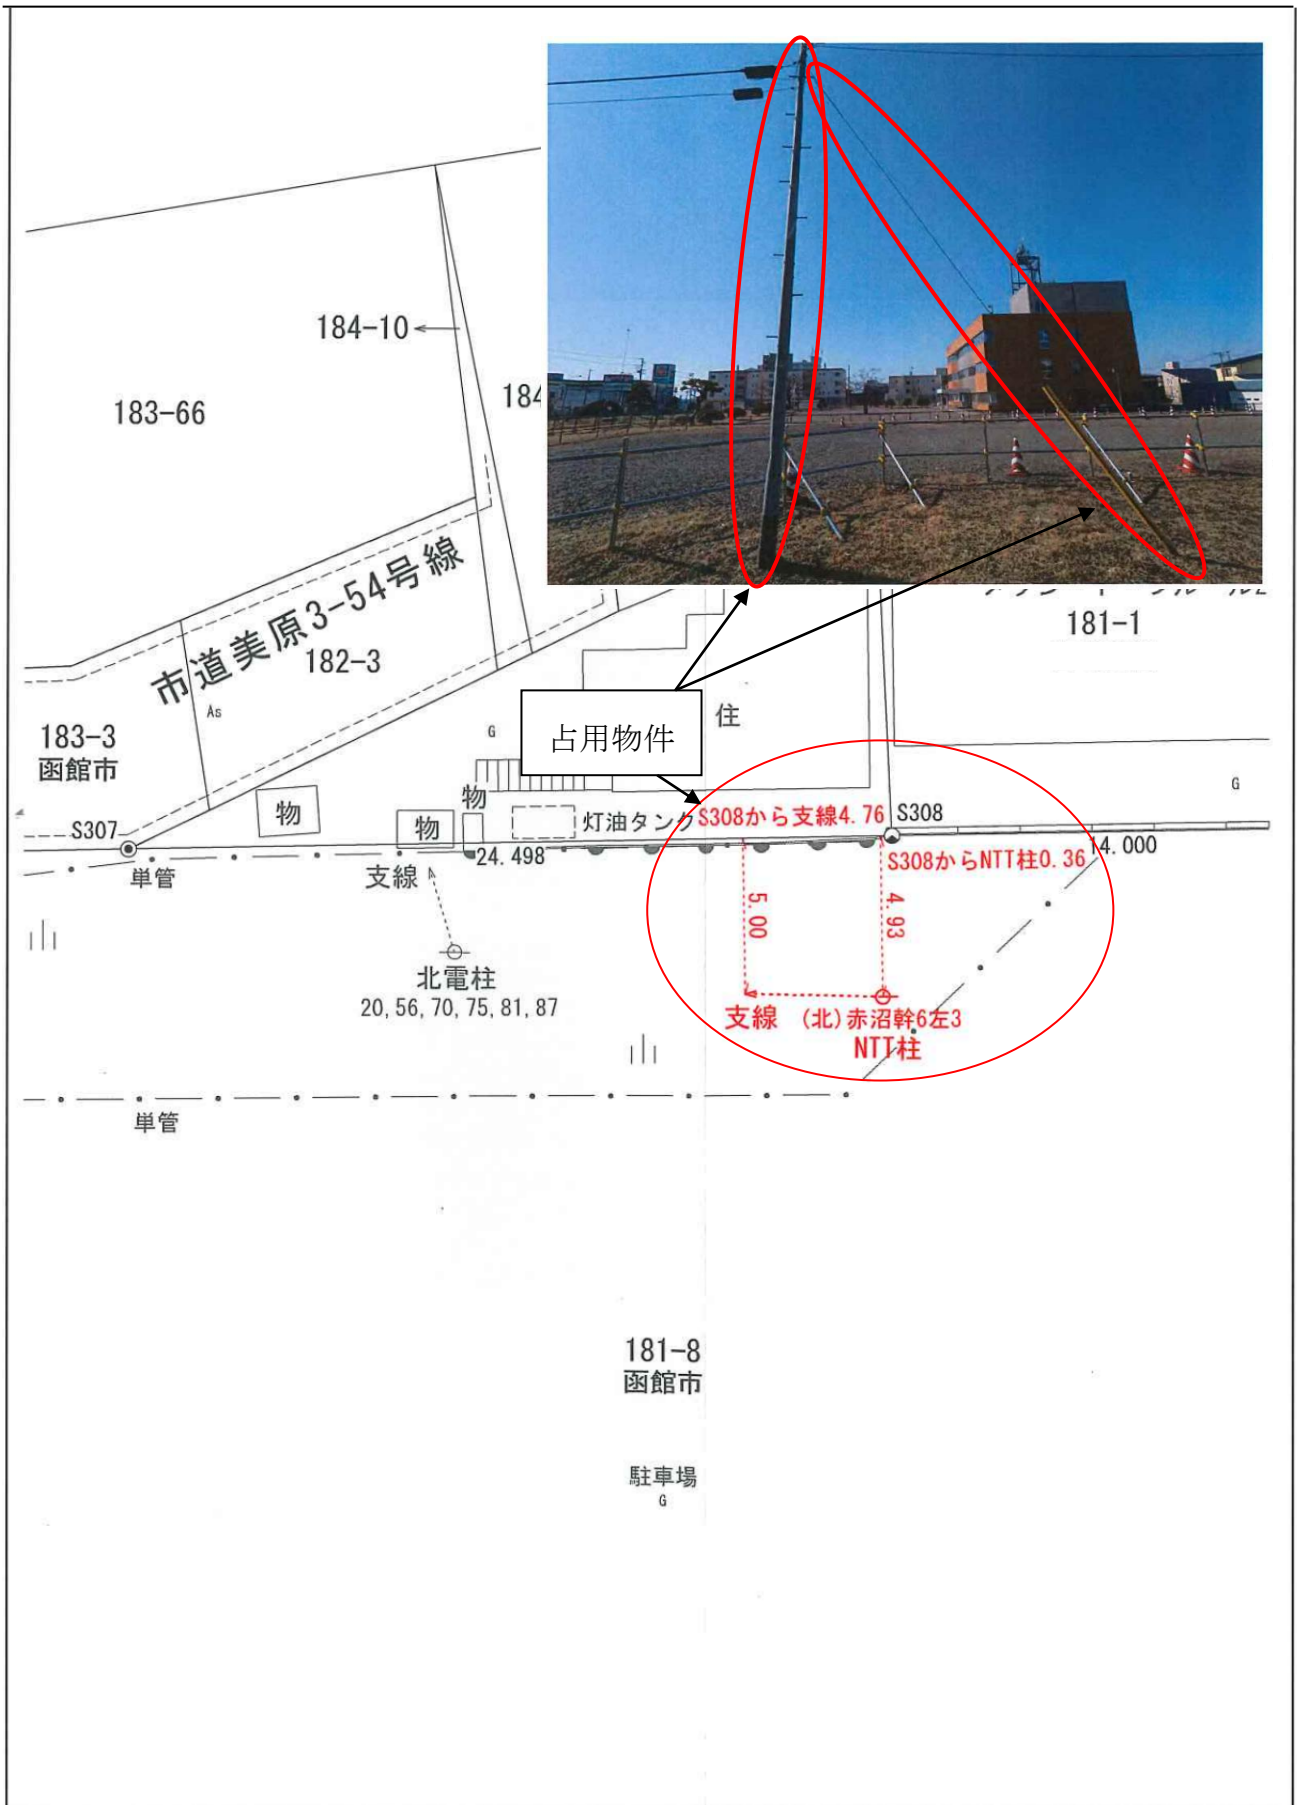 184-10
183-66
184
市道美原3-54号線
182-3
181-1
As
183-3
函館市
G
住
占用物件
G
物
物
物
灯油タンク
S308から支線4.76
S308
S307
24.498
14.000
S308からNTT柱0.36
単管
支線
5.00
4.93
北電柱
20,56,70,75,81,87
支線
(北)赤沼幹6左3
NTT柱
単管
181-8
函館市
駐車場
G